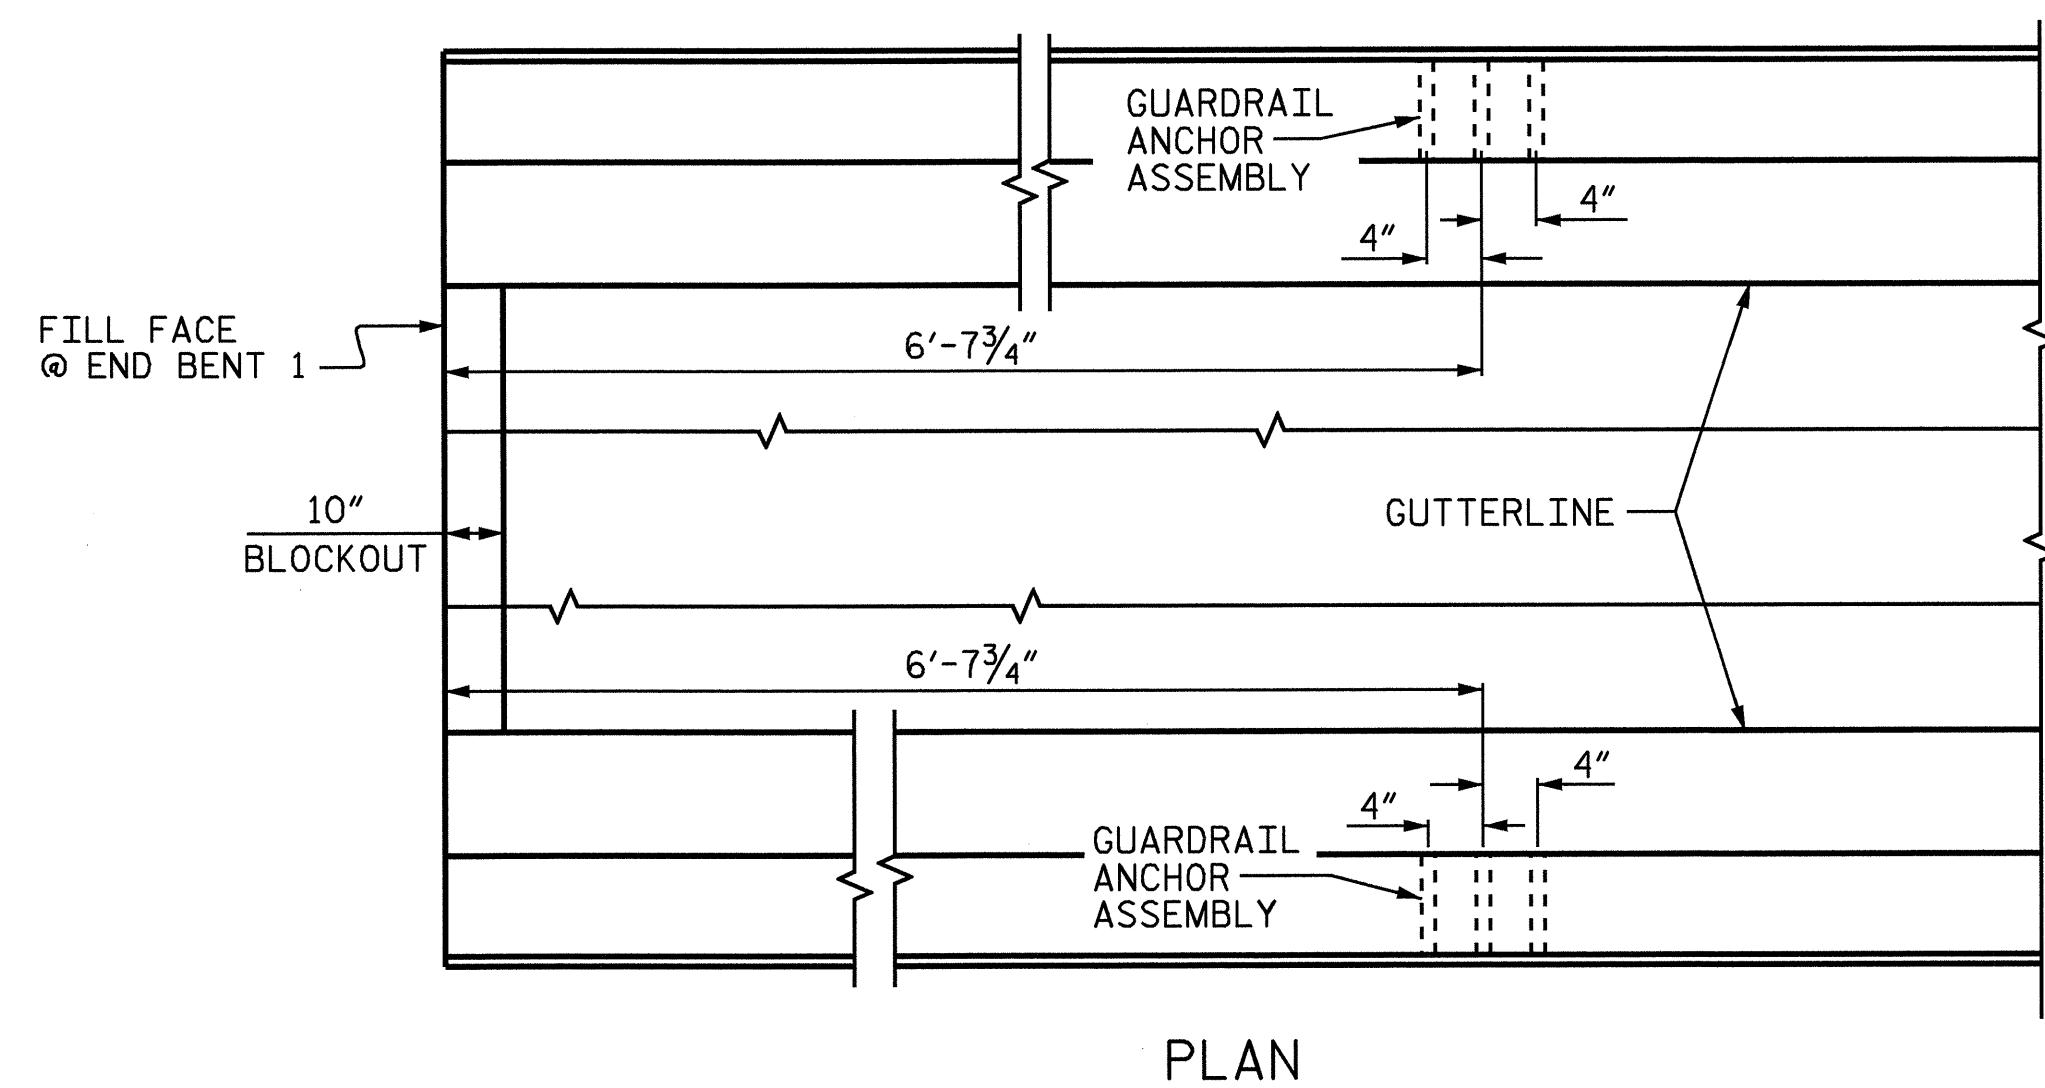 GUARDRAIL
ANCHOR
ASSEMBLY
4"
4"
FILL FACE
@ END BENT 1
6'-7¾"
10"
BLOCKOUT
GUTTERLINE
6'-7¾"
4"
4"
GUARDRAIL
ANCHOR
ASSEMBLY
PLAN